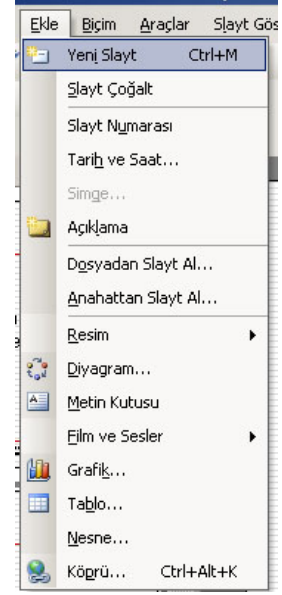 Ekle Biçim Araçlar Slayt Gös
Yeni Slayt Ctrl+M
Slayt Çoğalt
Slayt Numarası
Tarih ve Saat...
Simge...
Açıklama
Dosyadan Slayt Al...
Anahattan Slayt Al...
Resim
Diyagram...
Metin Kutusu
Film ve Sesler
Grafik...
Tablo...
Nesne...
Köprü... Ctrl+Alt+K